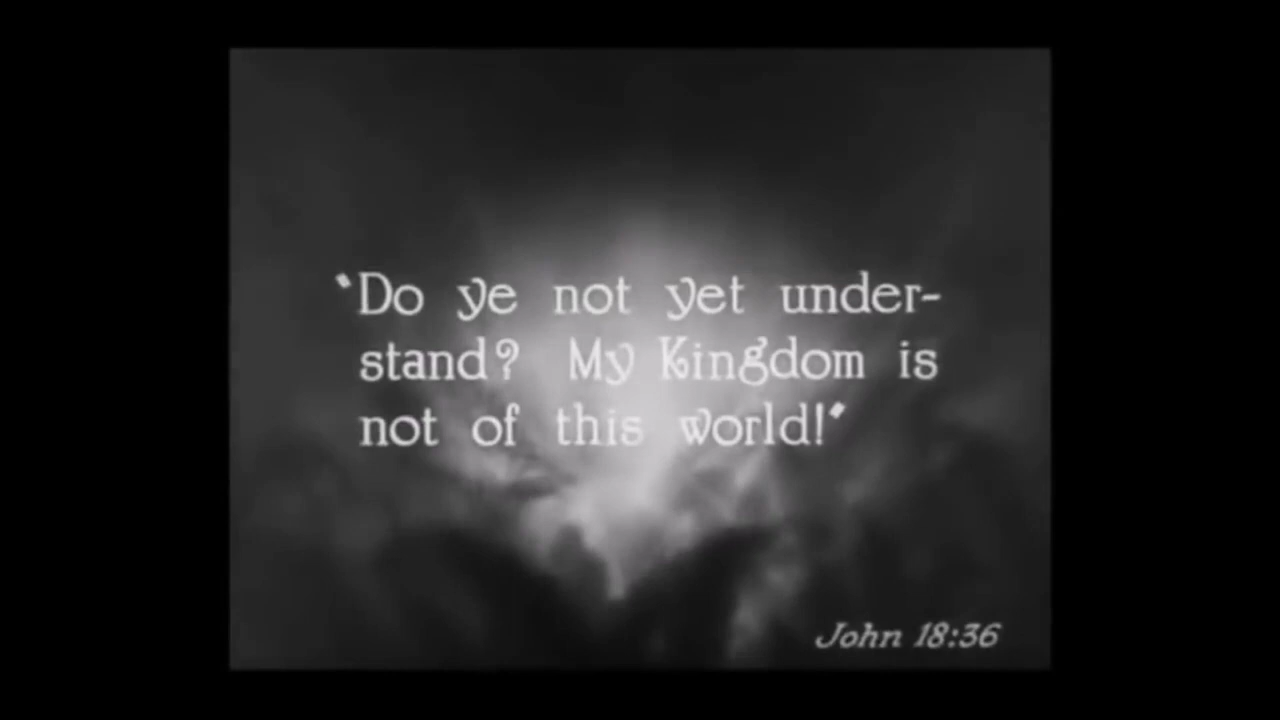 "Do ye not yet under-
stand? My Kingdom is
not of this world!"
John 18:36